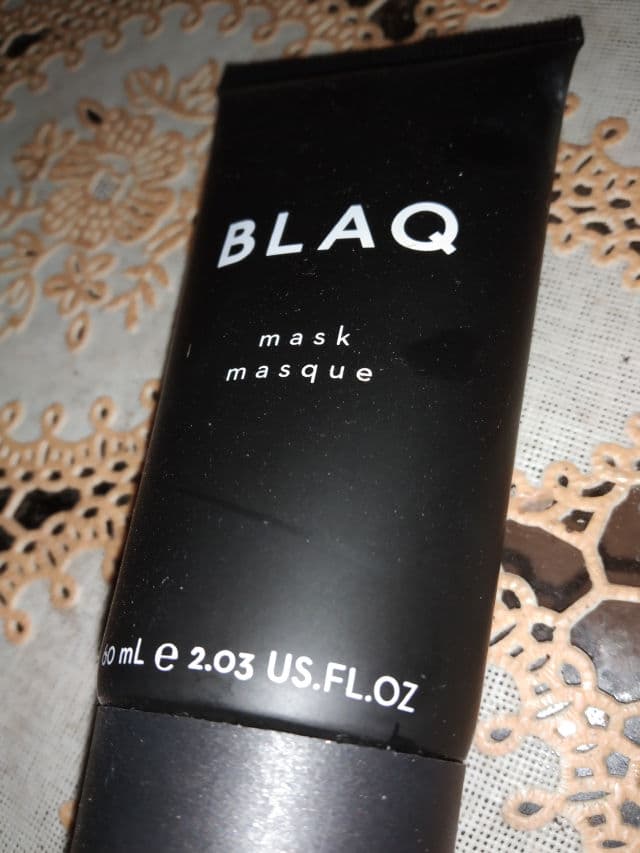 BLAQ
mask
masque
60 mL e 2.03 US.FL.OZ